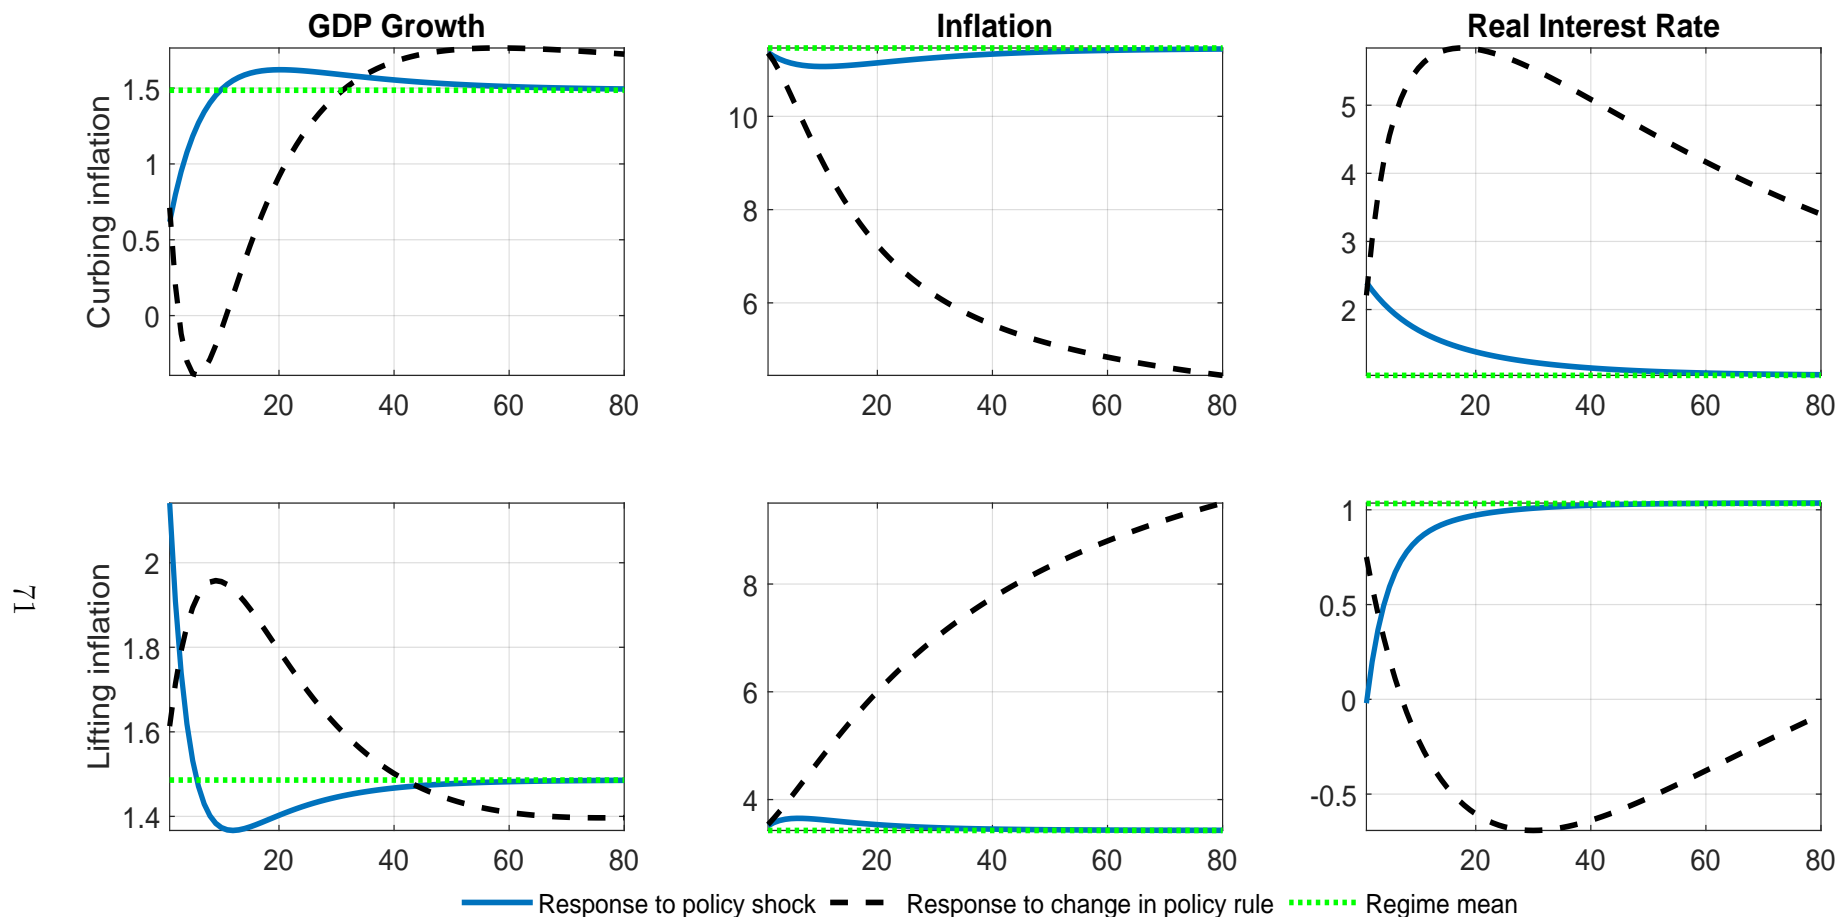 GDP Growth
Inflation
Real Interest Rate
Curbing inflation
1.5
1
0.5
0
20 40 60 80
10
8
6
20 40 60 80
5
4
3
2
20 40 60 80
Lifting inflation
2
1.8
1.6
1.4
20 40 60 80
8
6
4
20 40 60 80
1
0.5
0
-0.5
20 40 60 80
Response to policy shock Response to change in policy rule Regime mean
71